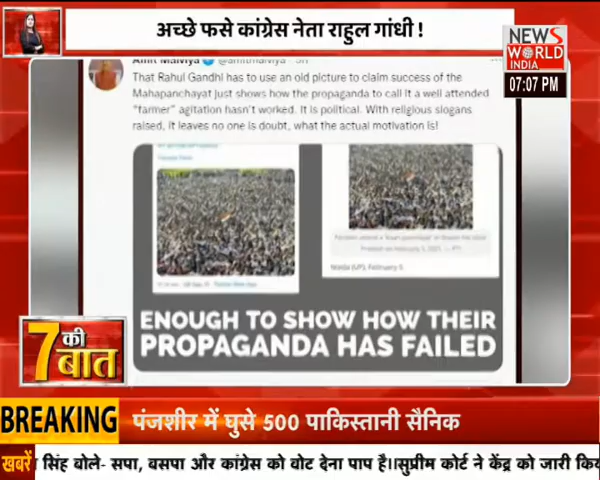 अच्छे फसे कांग्रेस नेता राहुल गांधी !
NEWS
WORLD
INDIA
07:07 PM
Amit Malviya @amitmalviya
That Rahul Gandhi has to use an old picture to claim success of the
Mahapanchayat just shows how the propaganda to call it a well attended
"farmer" agitation hasn't worked. It is political. With religious slogans
raised, it leaves no one is doubt, what the actual motivation is!
Noida (UP), February 5
ENOUGH TO SHOW HOW THEIR
PROPAGANDA HAS FAILED
7 की
बात
BREAKING
पंजशीर में घुसे 500 पाकिस्तानी सैनिक
खबरें
सिंह बोले- सपा, बसपा और कांग्रेस को वोट देना पाप है।।सुप्रीम कोर्ट ने केंद्र को जारी कि